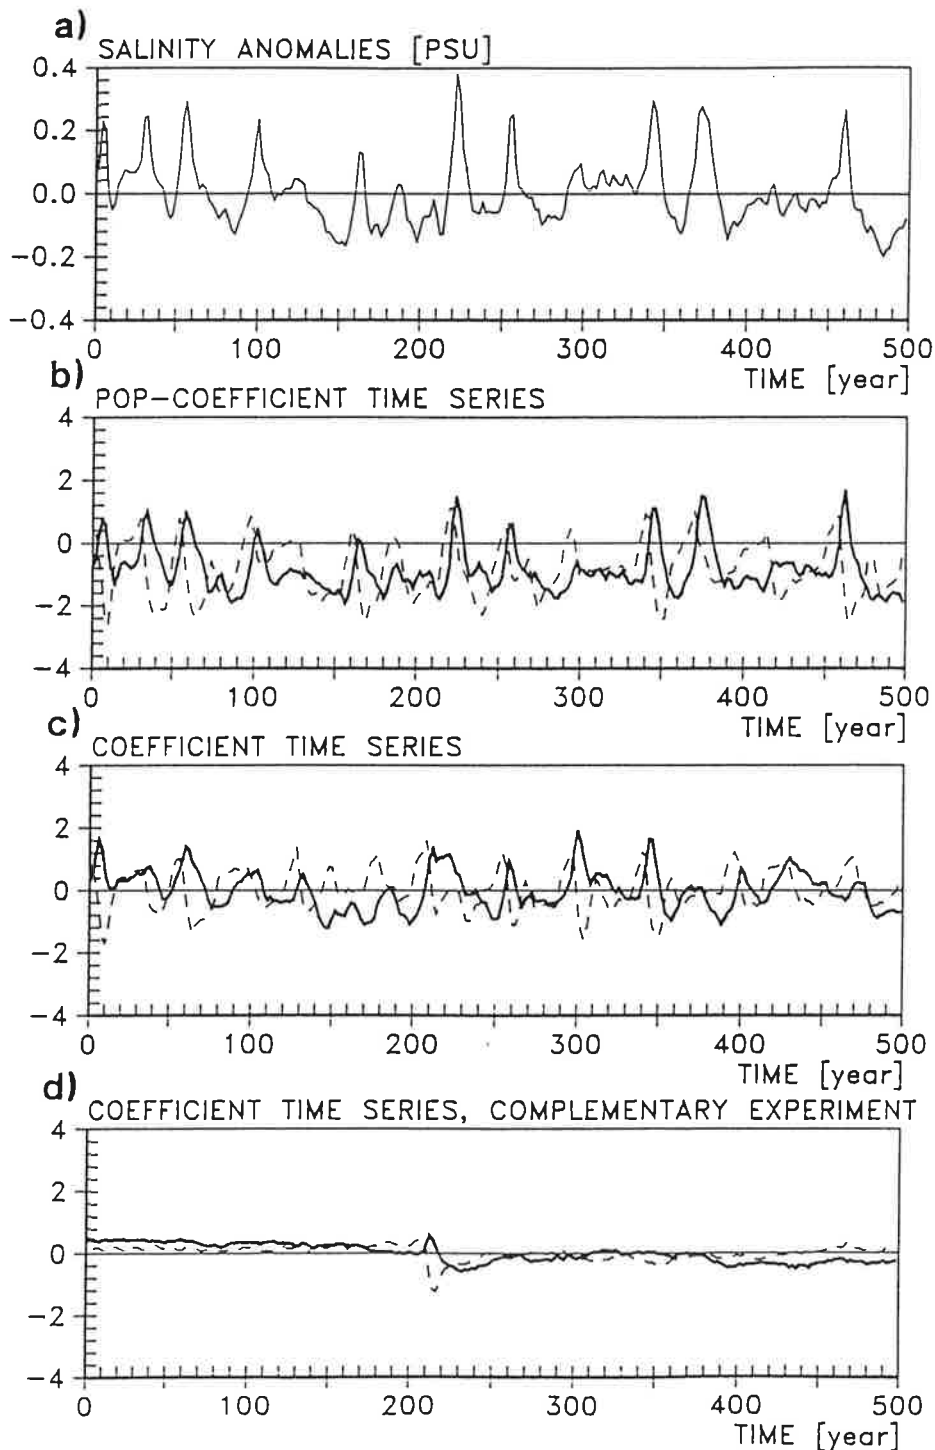 a)
SALINITY ANOMALIES [PSU]
0.4
0.2
0.0
−0.2
−0.4
0 100 200 300 400 500
TIME [year]
b)
POP−COEFFICIENT TIME SERIES
4
2
0
−2
−4
0 100 200 300 400 500
TIME [year]
c)
COEFFICIENT TIME SERIES
4
2
0
−2
−4
0 100 200 300 400 500
TIME [year]
d)
COEFFICIENT TIME SERIES, COMPLEMENTARY EXPERIMENT
4
2
0
−2
−4
0 100 200 300 400 500
TIME [year]